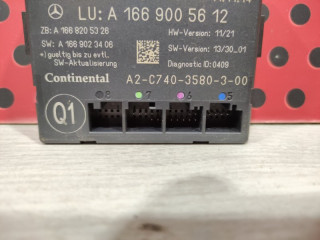 LU: A 166 900 56 12
ZB: A 166 820 53 26
HW-Version: 11/21
SW: A 166 902 34 06
SW-Version: 13/30_01
*) gueltig bis zu evtl.
SW-Aktualisierung
Diagnostic ID: 0409
Continental A2-C740-3580-3-00
Q1
8 7 6 5